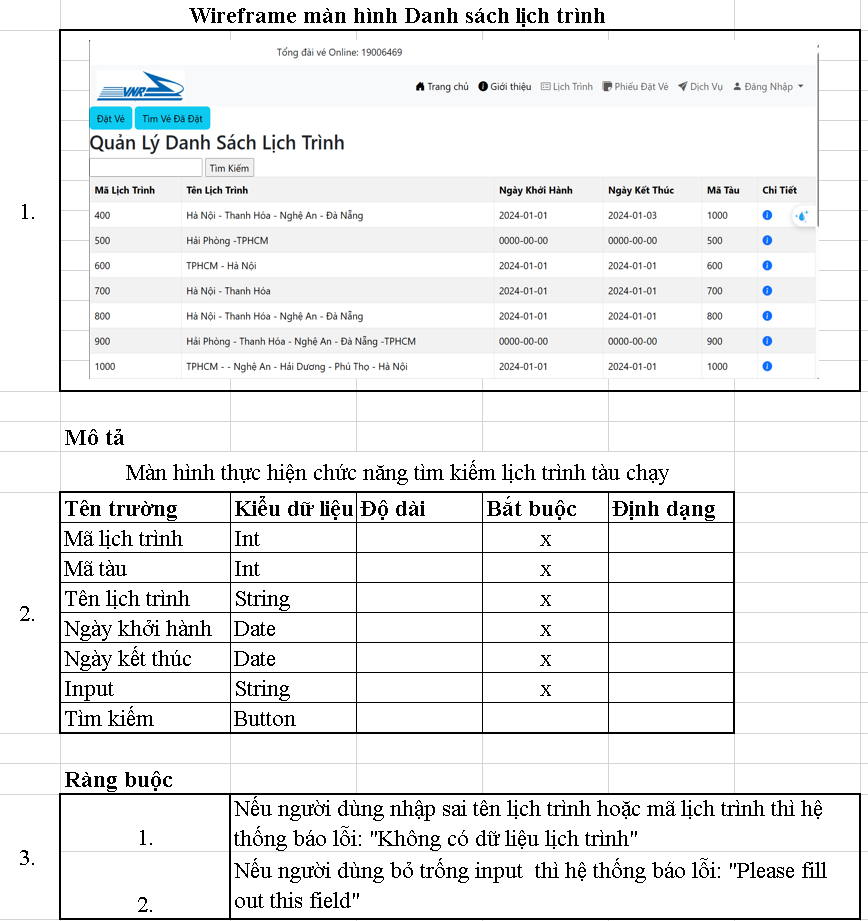 Wireframe màn hình Danh sách lịch trình
1.
Tổng đài vé Online: 19006469
VNR
Trang chủ Giới thiệu Lịch Trình Phiếu Đặt Vé Dịch Vụ Đăng Nhập
Đặt Vé Tìm Vé Đã Đặt
Quản Lý Danh Sách Lịch Trình
Tìm Kiếm
Mã Lịch Trình Tên Lịch Trình Ngày Khởi Hành Ngày Kết Thúc Mã Tàu Chi Tiết
400 Hà Nội - Thanh Hóa - Nghệ An - Đà Nẵng 2024-01-01 2024-01-03 1000
500 Hải Phòng -TPHCM 0000-00-00 0000-00-00 500
600 TPHCM - Hà Nội 2024-01-01 2024-01-01 600
700 Hà Nội - Thanh Hóa 2024-01-01 2024-01-01 700
800 Hà Nội - Thanh Hóa - Nghệ An - Đà Nẵng 2024-01-01 2024-01-01 800
900 Hải Phòng - Thanh Hóa - Nghệ An - Đà Nẵng -TPHCM 0000-00-00 0000-00-00 900
1000 TPHCM - - Nghệ An - Hải Dương - Phú Thọ - Hà Nội 2024-01-01 2024-01-01 1000
Mô tả
Màn hình thực hiện chức năng tìm kiếm lịch trình tàu chạy
2.
Tên trường Kiểu dữ liệu Độ dài Bắt buộc Định dạng
Mã lịch trình Int x
Mã tàu Int x
Tên lịch trình String x
Ngày khởi hành Date x
Ngày kết thúc Date x
Input String x
Tìm kiếm Button
Ràng buộc
3.
1. Nếu người dùng nhập sai tên lịch trình hoặc mã lịch trình thì hệ
thống báo lỗi: "Không có dữ liệu lịch trình"
2. Nếu người dùng bỏ trống input thì hệ thống báo lỗi: "Please fill
out this field"